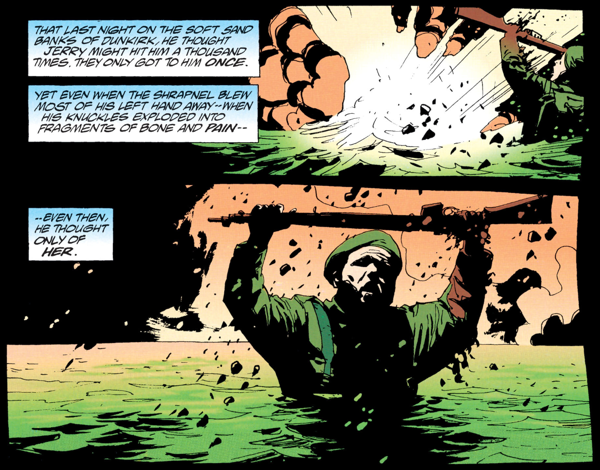 THAT LAST NIGHT ON THE SOFT SAND
BANKS OF DUNKIRK, HE THOUGHT
JERRY MIGHT HIT HIM A THOUSAND
TIMES. THEY ONLY GOT TO HIM ONCE.
YET EVEN WHEN THE SHRAPNEL BLEW
MOST OF HIS LEFT HAND AWAY--WHEN
HIS KNUCKLES EXPLODED INTO
FRAGMENTS OF BONE AND PAIN--
--EVEN THEN,
HE THOUGHT
ONLY OF
HER.